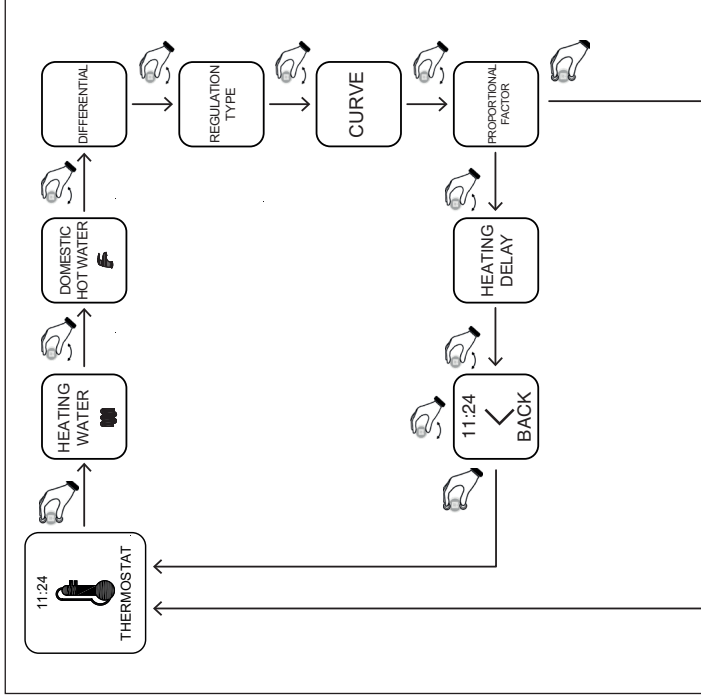 11:24
THERMOSTAT
HEATING
WATER
DOMESTIC
HOT WATER
DIFFERENTIAL
REGULATION
TYPE
CURVE
PROPORTIONAL
FACTOR
HEATING
DELAY
11:24
BACK